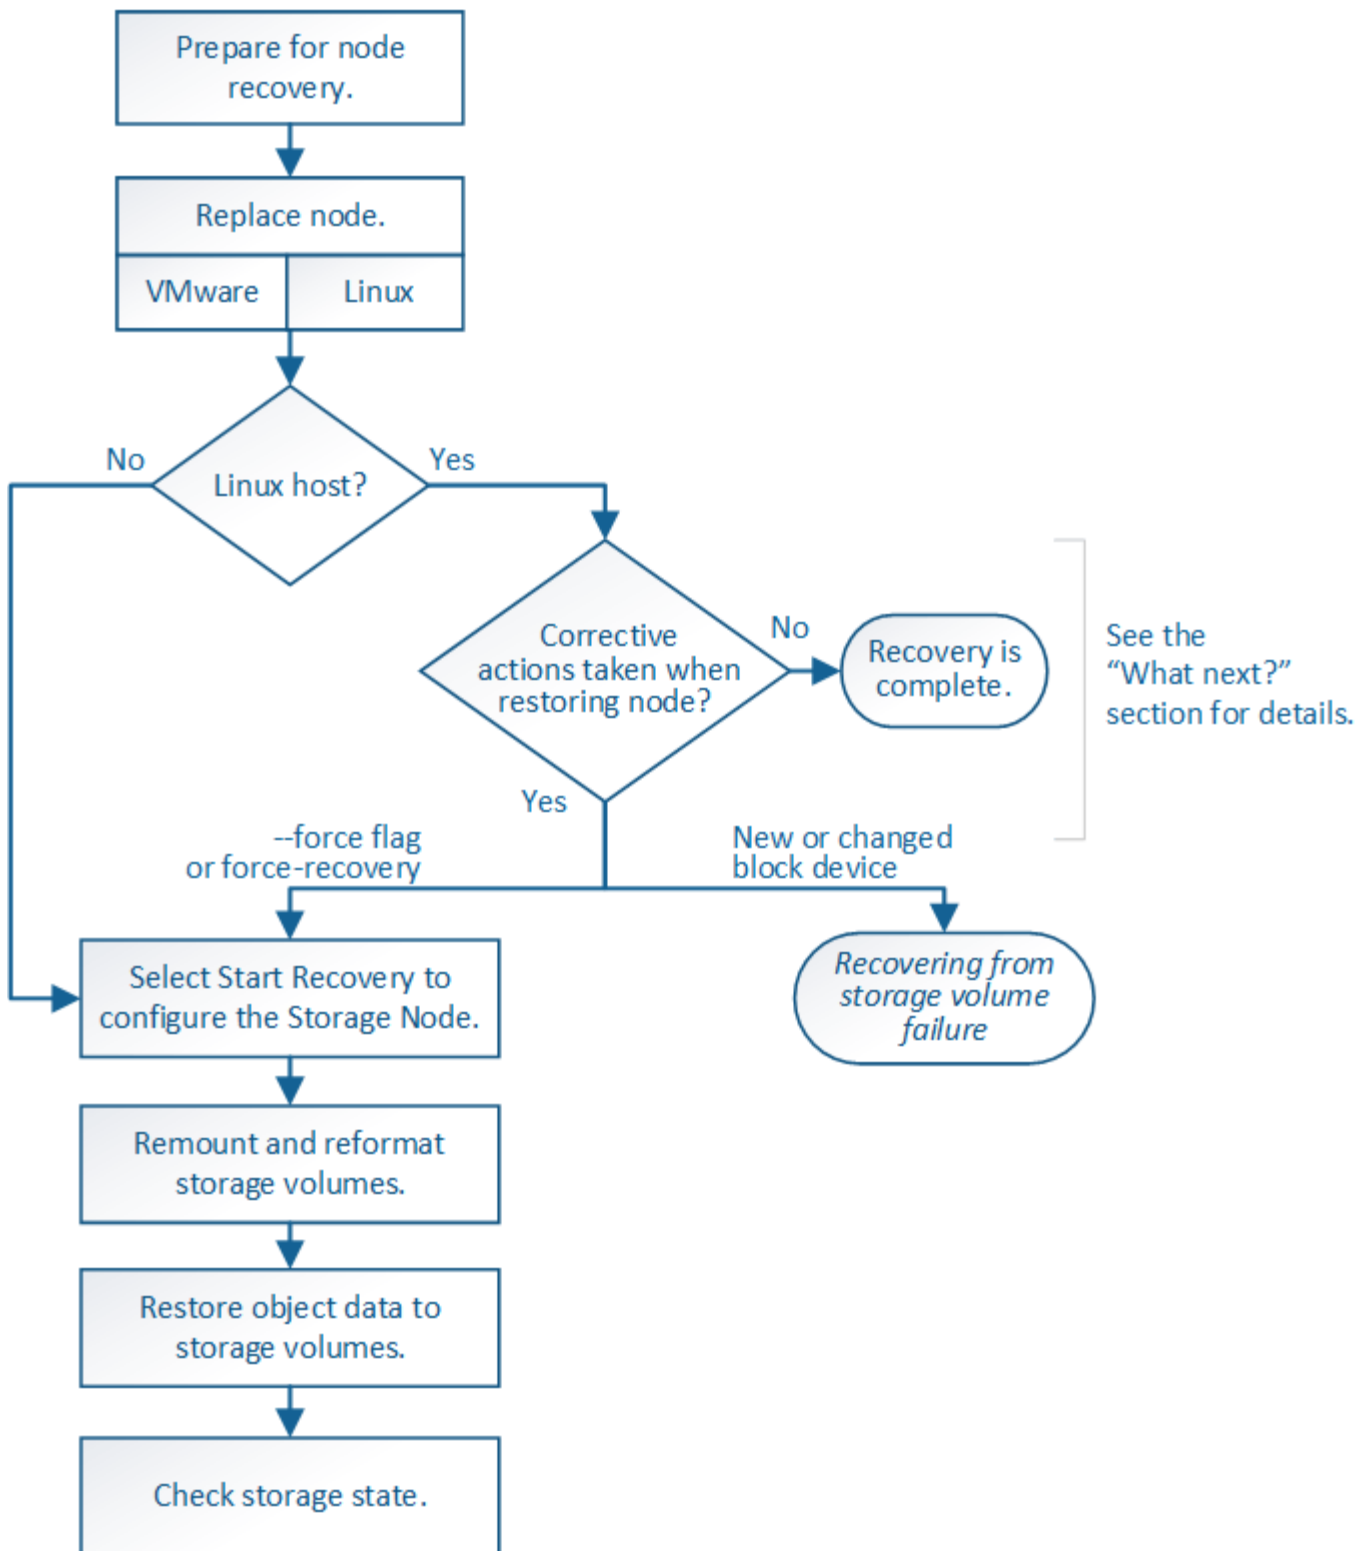 Prepare for node
recovery.
Replace node.
VMware
Linux
Linux host?
No
Yes
Corrective
actions taken when
restoring node?
No
Recovery is
complete.
See the
“What next?”
section for details.
Yes
--force flag
or force-recovery
New or changed
block device
Select Start Recovery to
configure the Storage Node.
Recovering from
storage volume
failure
Remount and reformat
storage volumes.
Restore object data to
storage volumes.
Check storage state.